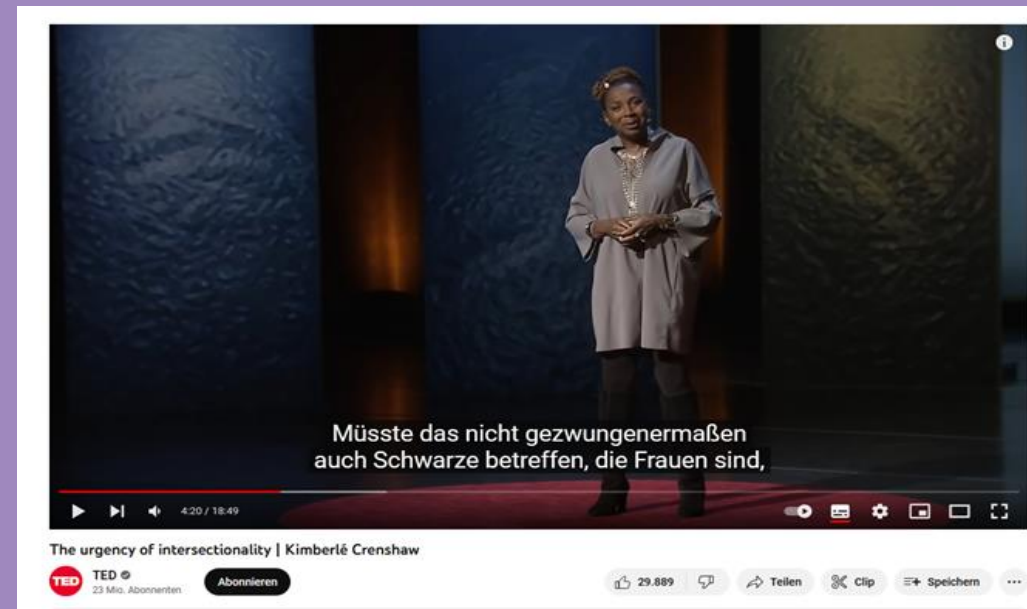 Müsste das nicht gezwungenermaßen
auch Schwarze betreffen, die Frauen sind,
4:20 / 18:49
The urgency of intersectionality | Kimberlé Crenshaw
TED
TED
23 Mio. Abonnenten
Abonnieren
29.889
Teilen
Clip
Speichern